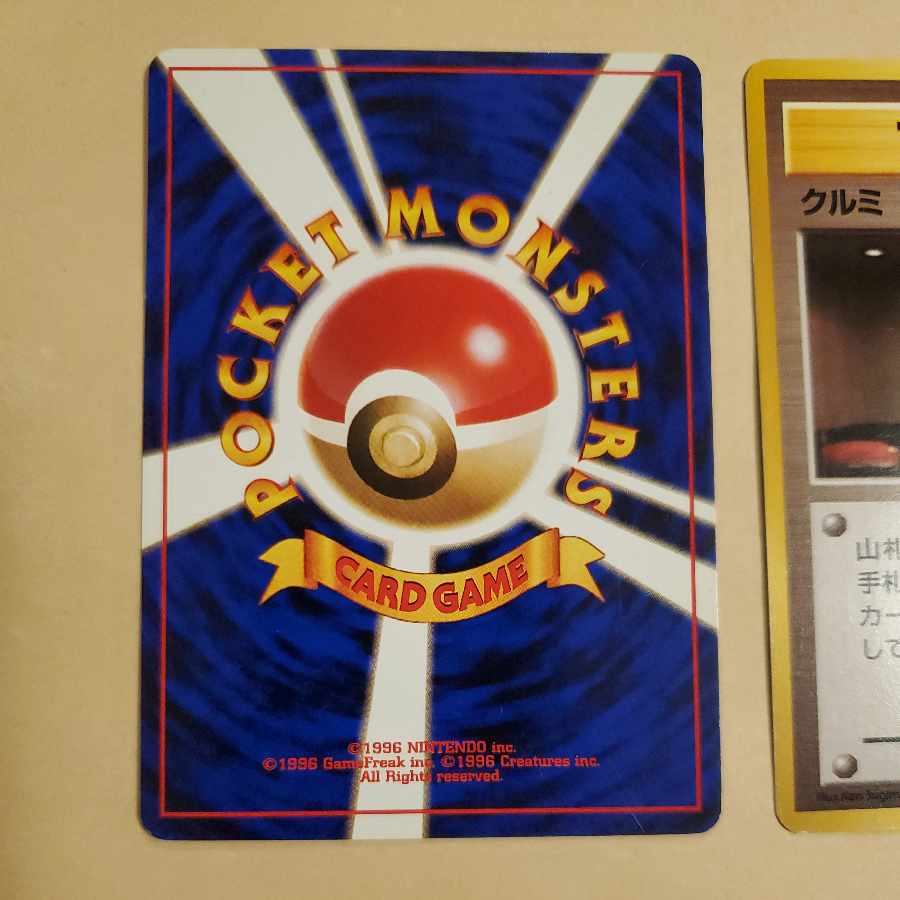 POCKET MONSTERS
CARD GAME
©1996 NINTENDO inc.
©1996 GameFreak inc. ©1996 Creatures inc.
All Rights reserved.
クルミ
山札
手札
カー
して